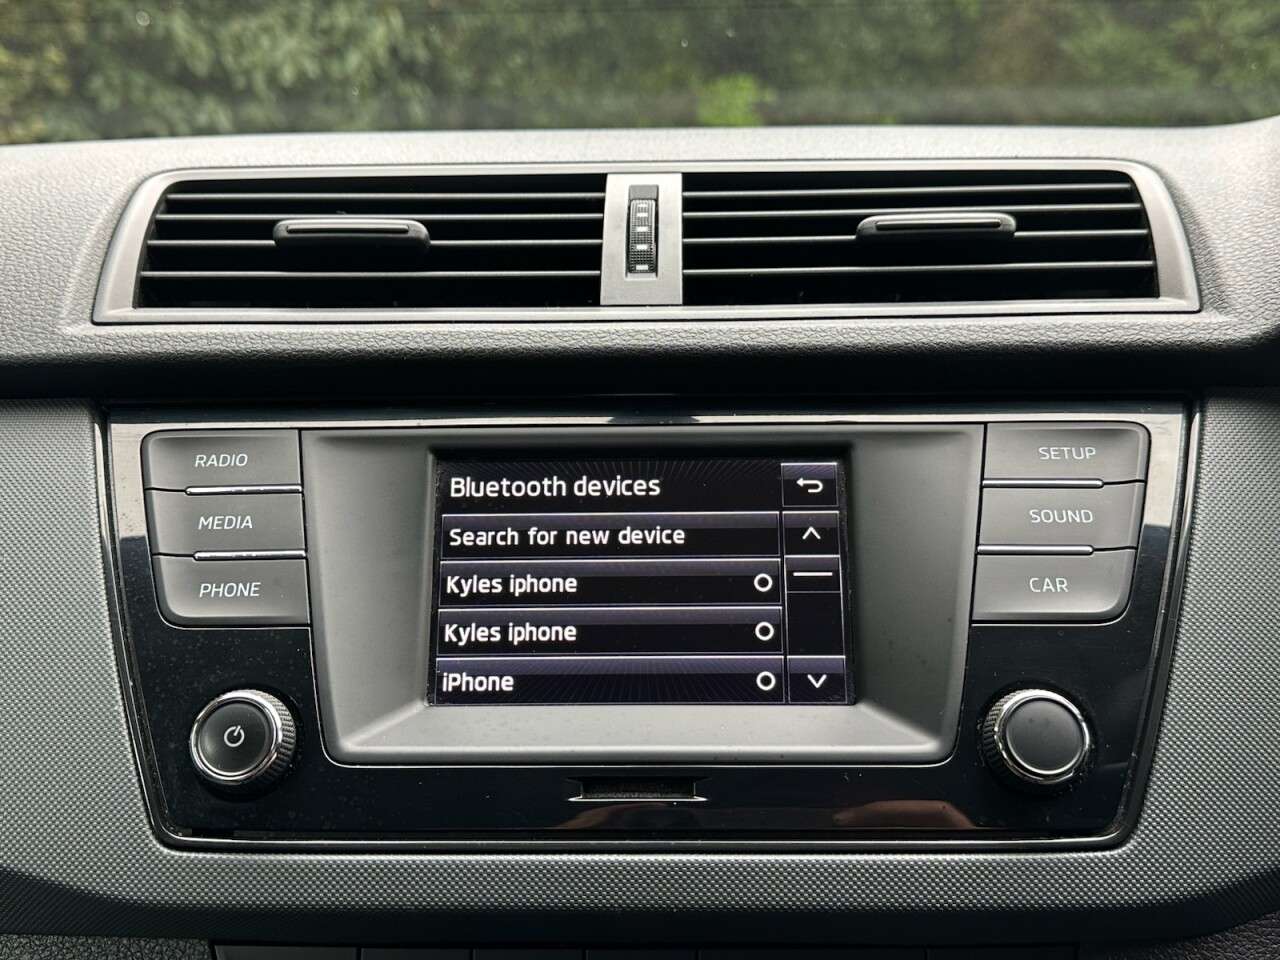 RADIO
MEDIA
PHONE
Bluetooth devices
Search for new device
Kyles iphone
Kyles iphone
iPhone
SETUP
SOUND
CAR